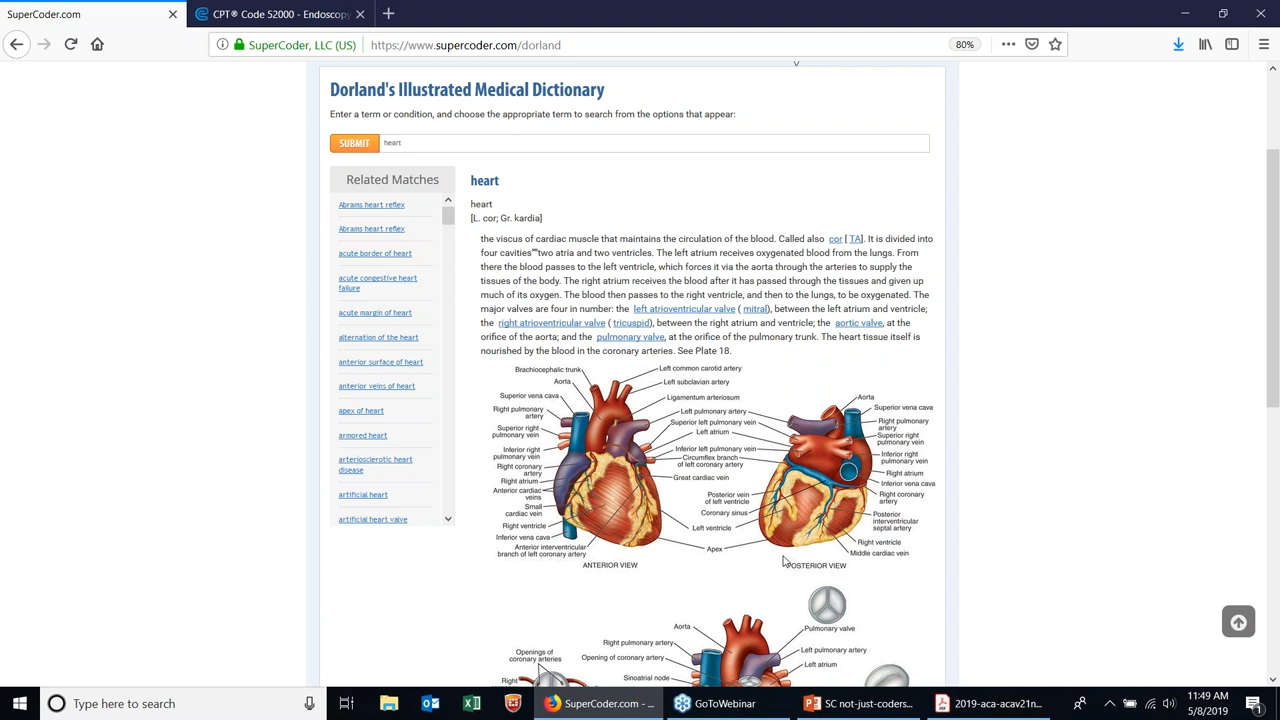 SuperCoder.com
CPT® Code 52000 - Endoscopy
SuperCoder, LLC (US)
https://www.supercoder.com/dorland
80%
Dorland's Illustrated Medical Dictionary
Enter a term or condition, and choose the appropriate term to search from the options that appear:
SUBMIT
heart
Related Matches
Abrams heart reflex
Abrams heart reflex
acute border of heart
acute congestive heart
failure
acute margin of heart
alternation of the heart
anterior surface of heart
anterior veins of heart
apex of heart
armored heart
arteriosclerotic heart
disease
artificial heart
artificial heart valve
heart
heart
[L. cor; Gr. kardia]
the viscus of cardiac muscle that maintains the circulation of the blood. Called also cor [ TA]. It is divided into
four cavities""two atria and two ventricles. The left atrium receives oxygenated blood from the lungs. From
there the blood passes to the left ventricle, which forces it via the aorta through the arteries to supply the
tissues of the body. The right atrium receives the blood after it has passed through the tissues and given up
much of its oxygen. The blood then passes to the right ventricle, and then to the lungs, to be oxygenated. The
major valves are four in number: the left atrioventricular valve ( mitral), between the left atrium and ventricle;
the right atrioventricular valve ( tricuspid), between the right atrium and ventricle; the aortic valve, at the
orifice of the aorta; and the pulmonary valve, at the orifice of the pulmonary trunk. The heart tissue itself is
nourished by the blood in the coronary arteries. See Plate 18.
Brachiocephalic trunk
Aorta
Superior vena cava
Right pulmonary
artery
Superior right
pulmonary vein
Inferior right
pulmonary vein
Right coronary
artery
Right atrium
Anterior cardiac
veins
Small
cardiac vein
Right ventricle
Inferior vena cava
Anterior interventricular
branch of left coronary artery
Left common carotid artery
Left subclavian artery
Ligamentum arteriosum
Left pulmonary artery
Superior left pulmonary vein
Left atrium
Inferior left pulmonary vein
Circumflex branch
of left coronary artery
Great cardiac vein
Posterior vein
of left ventricle
Coronary sinus
Left ventricle
Apex
Aorta
Superior vena cava
Right pulmonary
artery
Superior right
pulmonary vein
Inferior right
pulmonary vein
Right atrium
Inferior vena cava
Right coronary
artery
Posterior
interventricular
septal artery
Right ventricle
Middle cardiac vein
ANTERIOR VIEW
POSTERIOR VIEW
Aorta
Right pulmonary artery
Opening of coronary artery
Sinoatrial node
Openings of
coronary arteries
Right
Pulmonary valve
Left pulmonary artery
Left atrium
Type here to search
SuperCoder.com - ...
GoToWebinar
SC not-just-coders...
2019-aca-acav21n...
11:49 AM
5/8/2019